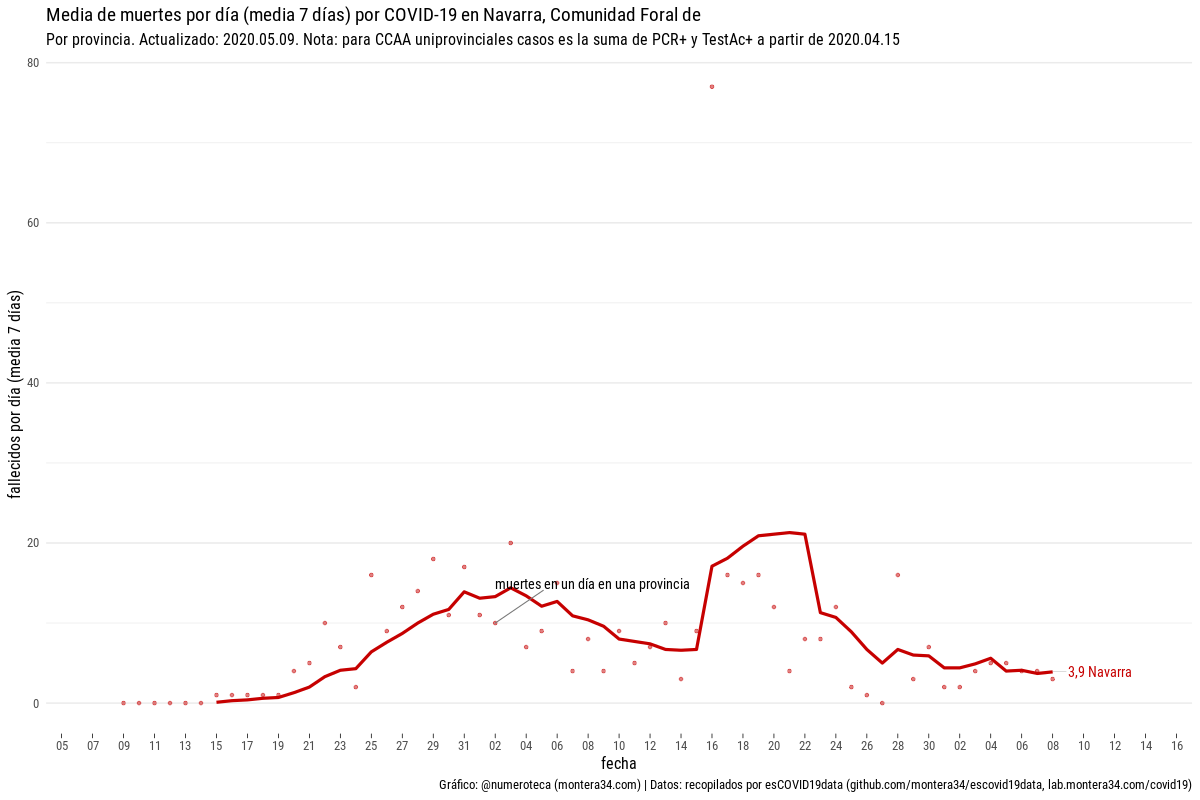 Media de muertes por día (media 7 días) por COVID-19 en Navarra, Comunidad Foral de
Por provincia. Actualizado: 2020.05.09. Nota: para CCAA uniprovinciales casos es la suma de PCR+ y TestAc+ a partir de 2020.04.15
80
60
40
20
0
fallecidos por día (media 7 días)
muertes en un día en una provincia
3,9 Navarra
05 07 09 11 13 15 17 19 21 23 25 27 29 31 02 04 06 08 10 12 14 16 18 20 22 24 26 28 30 02 04 06 08 10 12 14 16
fecha
Gráfico: @numeroteca (montera34.com) | Datos: recopilados por esCOVID19data (github.com/montera34/escovid19data, lab.montera34.com/covid19)